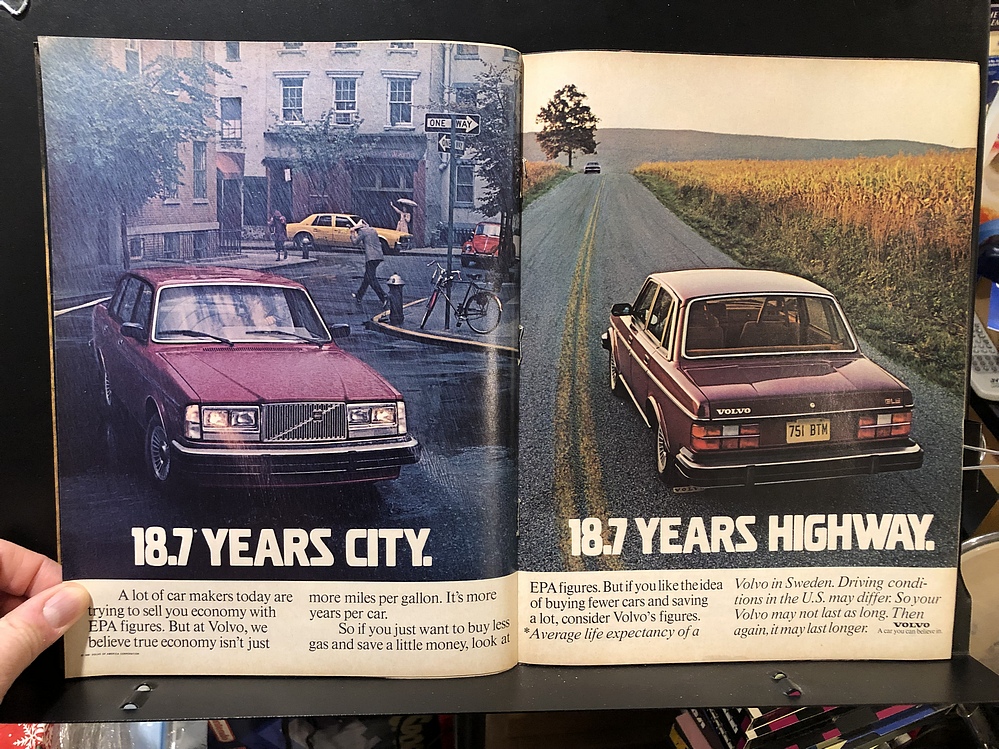 ONE WAY
18.7* YEARS CITY.
A lot of car makers today are
trying to sell you economy with
EPA figures. But at Volvo, we
believe true economy isn't just
more miles per gallon. It's more
years per car.
So if you just want to buy less
gas and save a little money, look at
VOLVO
GLE
751 BTM
18.7 YEARS HIGHWAY.
EPA figures. But if you like the idea
of buying fewer cars and saving
a lot, consider Volvo's figures.
*Average life expectancy of a
Volvo in Sweden. Driving condi-
tions in the U.S. may differ. So your
Volvo may not last as long. Then
again, it may last longer.
VOLVO
A car you can believe in.